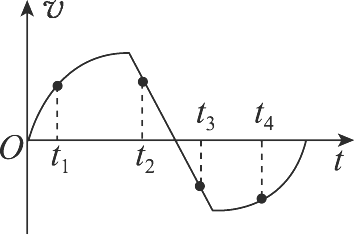 v
t₃ t₄
O t₁ t₂ t